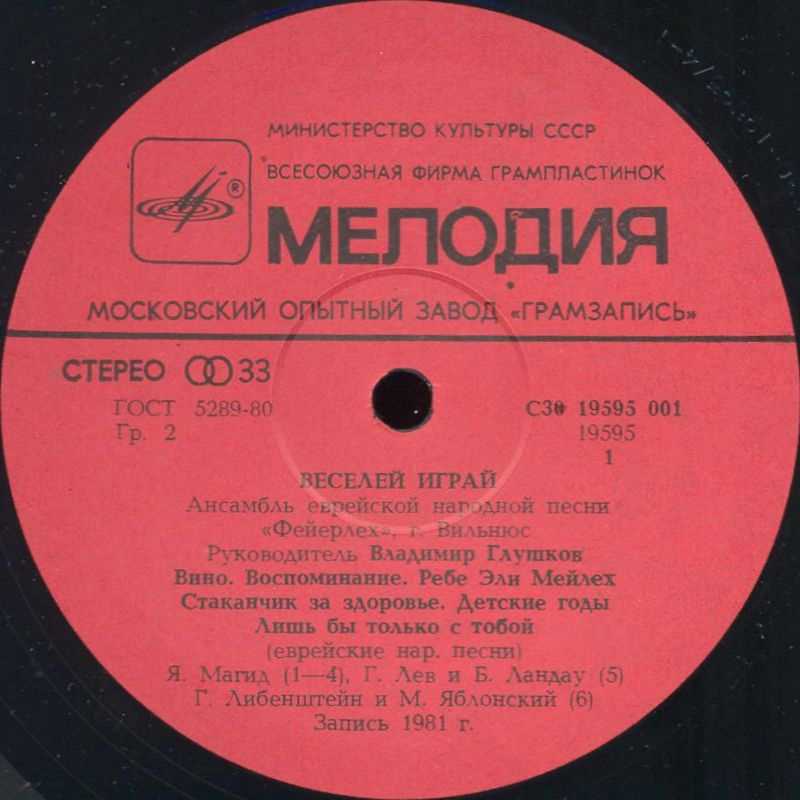 МИНИСТЕРСТВО КУЛЬТУРЫ СССР
ВСЕСОЮЗНАЯ ФИРМА ГРАМПЛАСТИНОК
®
МЕЛОДИЯ
МОСКОВСКИЙ ОПЫТНЫЙ ЗАВОД «ГРАМЗАПИСЬ»
СТЕРЕО 33
ГОСТ 5289-80
Гр. 2
С30 19595 001
19595
1
ВЕСЕЛЕЙ ИГРАЙ
Ансамбль еврейской народной песни
«Фейерлех», г. Вильнюс
Руководитель Владимир Глушков
Вино. Воспоминание. Ребе Эли Мейлех
Стаканчик за здоровье. Детские годы
Лишь бы только с тобой
(еврейские нар. песни)
Я. Магид (1—4), Г. Лев и Б. Ландау (5)
Г. Либенштейн и М. Яблонский (6)
Запись 1981 г.